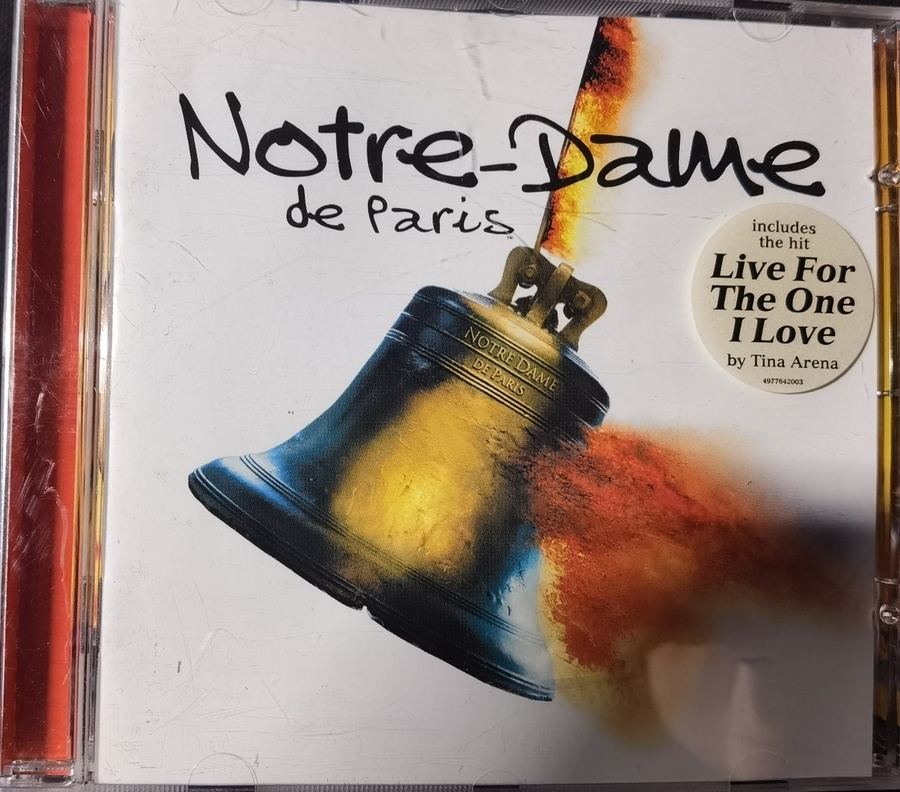 Notre-Dame
de Paris
includes
the hit
Live For
The One
I Love
by Tina Arena
4977642003
NOTRE DAME
DE PARIS